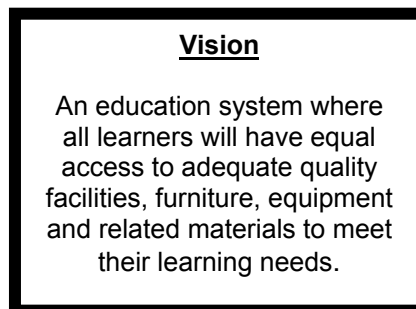 Vision
An education system where
all learners will have equal
access to adequate quality
facilities, furniture, equipment
and related materials to meet
their learning needs.